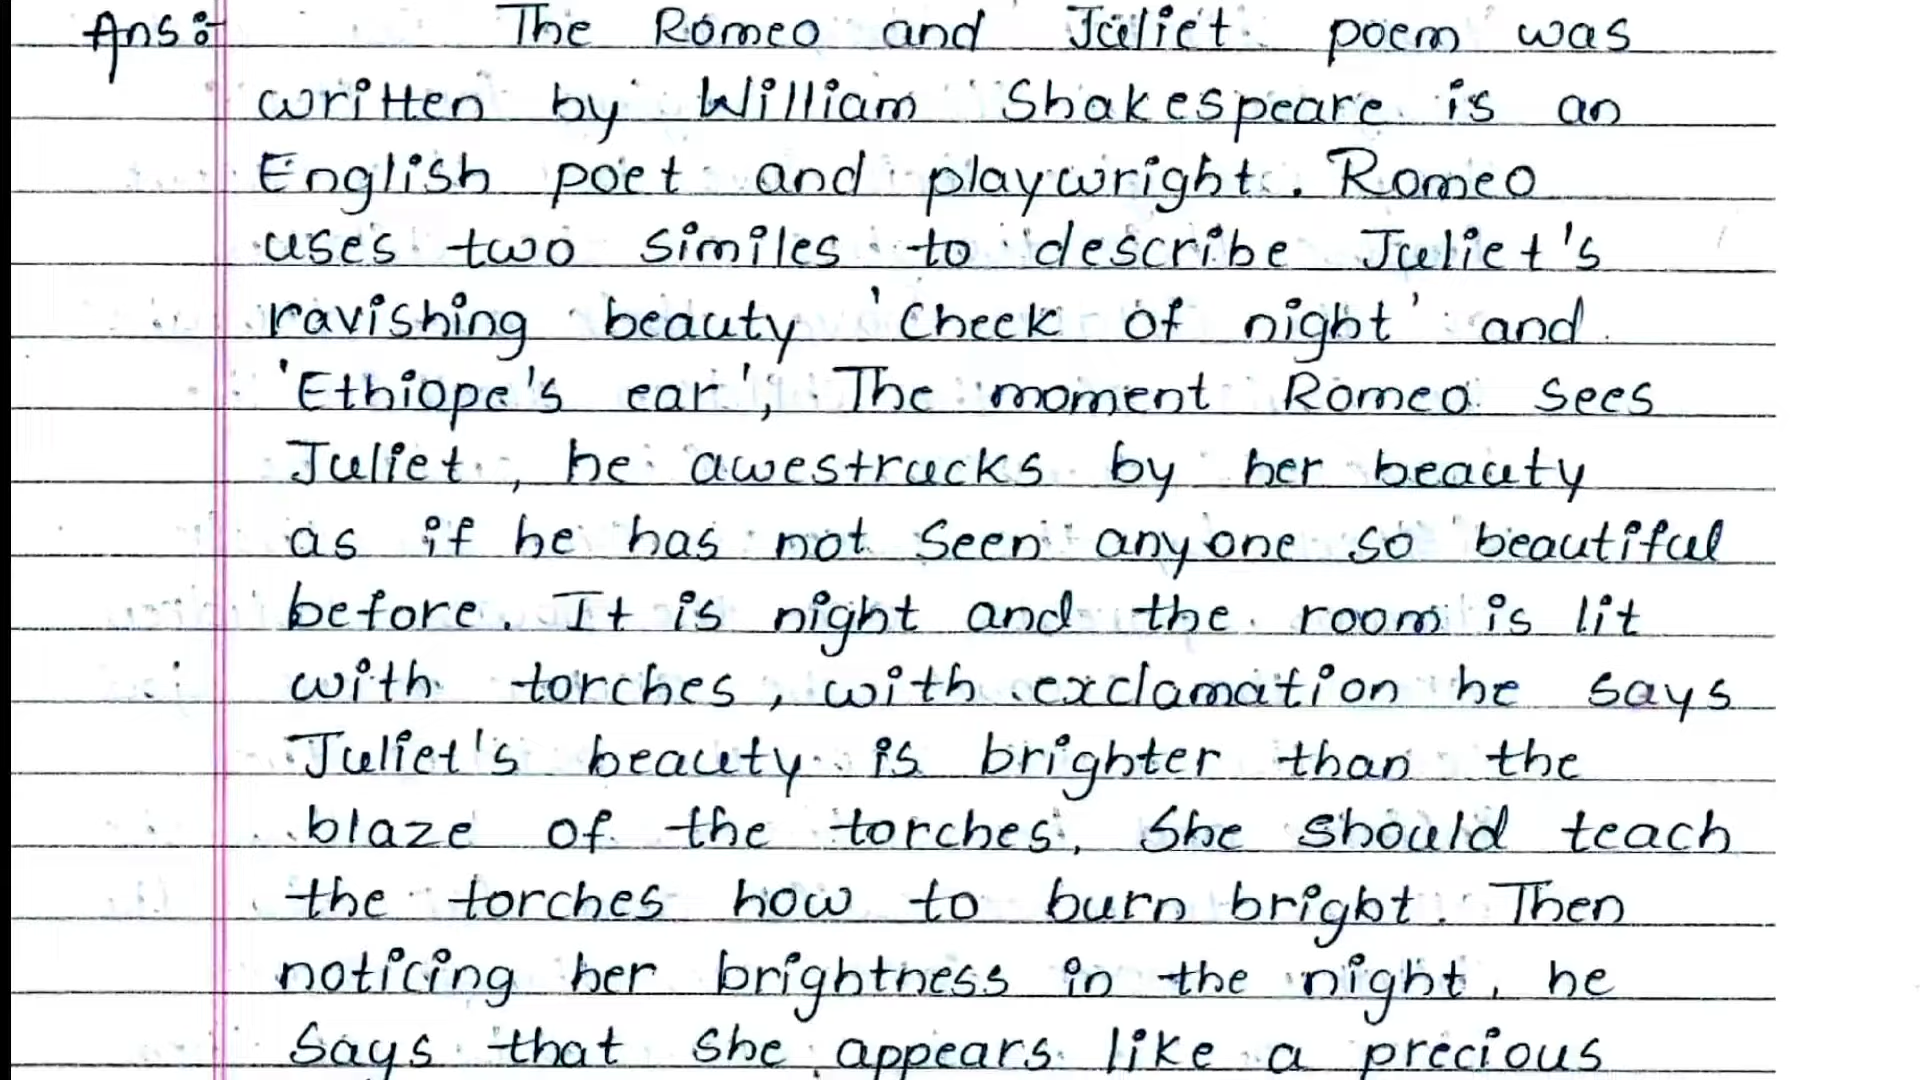 Ans: The Romeo and Juliet poem was
written by William Shakespeare is an
English poet and playwright. Romeo
uses two similes to describe Juliet's
ravishing beauty 'Cheek of night' and
'Ethiope's ear', The moment Romeo sees
Juliet, he awestrucks by her beauty
as if he has not seen anyone so beautiful
before. It is night and the room is lit
with torches, with exclamation he says
Juliet's beauty is brighter than the
blaze of the torches, She should teach
the torches how to burn bright. Then
noticing her brightness in the night, he
says that she appears like a precious